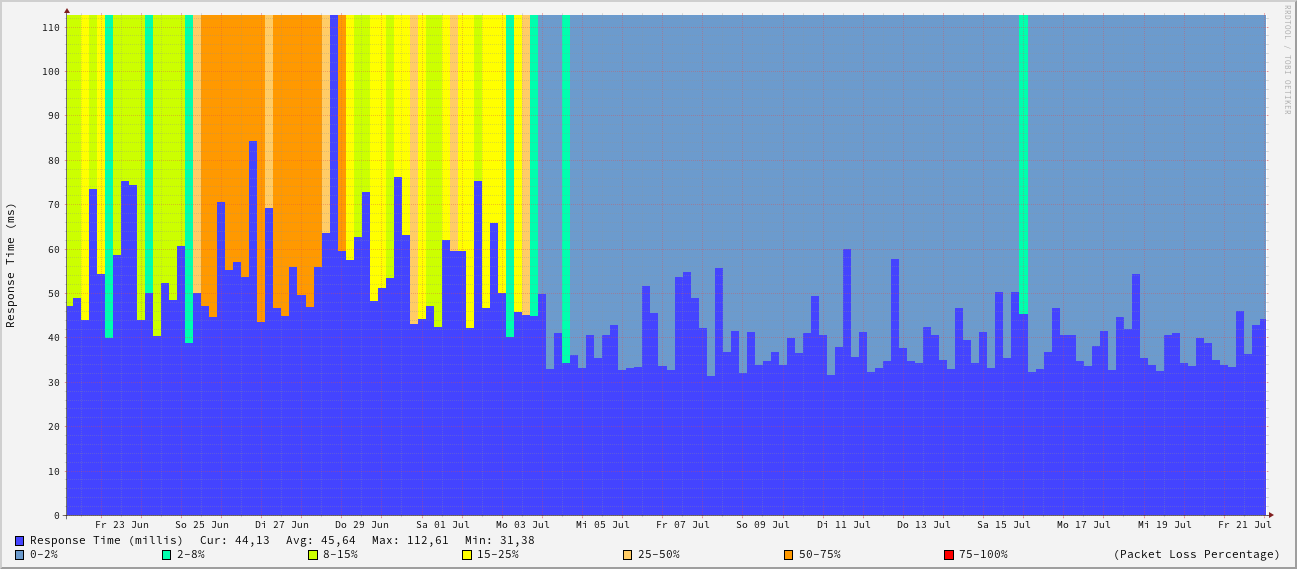 RRDTOOL / TOBI OETIKER
Response Time (ms)
110
100
90
80
70
60
50
40
30
20
10
0
Fr 23 Jun So 25 Jun Di 27 Jun Do 29 Jun Sa 01 Jul Mo 03 Jul Mi 05 Jul Fr 07 Jul So 09 Jul Di 11 Jul Do 13 Jul Sa 15 Jul Mo 17 Jul Mi 19 Jul Fr 21 Jul
Response Time (millis) Cur: 44,13 Avg: 45,64 Max: 112,61 Min: 31,38
0-2% 2-8% 8-15% 15-25% 25-50% 50-75% 75-100% (Packet Loss Percentage)